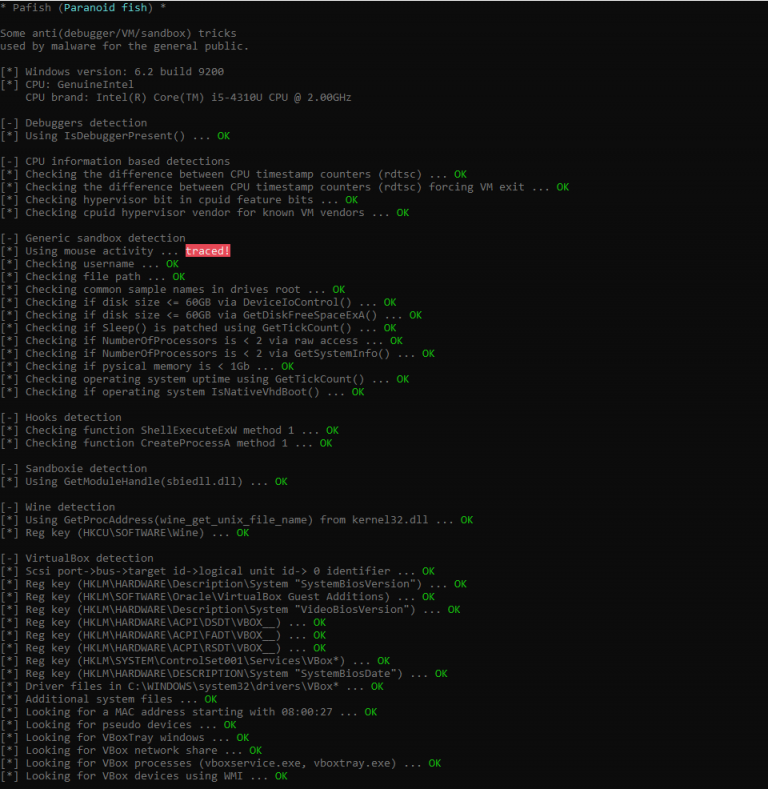 * Pafish (Paranoid fish) *
Some anti(debugger/VM/sandbox) tricks
used by malware for the general public.
[*] Windows version: 6.2 build 9200
[*] CPU: GenuineIntel
CPU brand: Intel(R) Core(TM) i5-4310U CPU @ 2.00GHz
[-] Debuggers detection
[*] Using IsDebuggerPresent() ... OK
[-] CPU information based detections
[*] Checking the difference between CPU timestamp counters (rdtsc) ... OK
[*] Checking the difference between CPU timestamp counters (rdtsc) forcing VM exit ... OK
[*] Checking hypervisor bit in cpuid feature bits ... OK
[*] Checking cpuid hypervisor vendor for known VM vendors ... OK
[-] Generic sandbox detection
[*] Using mouse activity ... traced!
[*] Checking username ... OK
[*] Checking file path ... OK
[*] Checking common sample names in drives root ... OK
[*] Checking if disk size <= 60GB via DeviceIoControl() ... OK
[*] Checking if disk size <= 60GB via GetDiskFreeSpaceExA() ... OK
[*] Checking if Sleep() is patched using GetTickCount() ... OK
[*] Checking if NumberOfProcessors is < 2 via raw access ... OK
[*] Checking if NumberOfProcessors is < 2 via GetSystemInfo() ... OK
[*] Checking if pysical memory is < 1Gb ... OK
[*] Checking operating system uptime using GetTickCount() ... OK
[*] Checking if operating system IsNativeVhdBoot() ... OK
[-] Hooks detection
[*] Checking function ShellExecuteExW method 1 ... OK
[*] Checking function CreateProcessA method 1 ... OK
[-] Sandboxie detection
[*] Using GetModuleHandle(sbiedll.dll) ... OK
[-] Wine detection
[*] Using GetProcAddress(wine_get_unix_file_name) from kernel32.dll ... OK
[*] Reg key (HKCU\SOFTWARE\Wine) ... OK
[-] VirtualBox detection
[*] Scsi port->bus->target id->logical unit id-> 0 identifier ... OK
[*] Reg key (HKLM\HARDWARE\Description\System "SystemBiosVersion") ... OK
[*] Reg key (HKLM\SOFTWARE\Oracle\VirtualBox Guest Additions) ... OK
[*] Reg key (HKLM\HARDWARE\Description\System "VideoBiosVersion") ... OK
[*] Reg key (HKLM\HARDWARE\ACPI\DSDT\VBOX__) ... OK
[*] Reg key (HKLM\HARDWARE\ACPI\FADT\VBOX__) ... OK
[*] Reg key (HKLM\HARDWARE\ACPI\RSDT\VBOX__) ... OK
[*] Reg key (HKLM\SYSTEM\ControlSet001\Services\VBox*) ... OK
[*] Reg key (HKLM\HARDWARE\DESCRIPTION\System "SystemBiosDate") ... OK
[*] Driver files in C:\WINDOWS\system32\drivers\VBox* ... OK
[*] Additional system files ... OK
[*] Looking for a MAC address starting with 08:00:27 ... OK
[*] Looking for pseudo devices ... OK
[*] Looking for VBoxTray windows ... OK
[*] Looking for VBox network share ... OK
[*] Looking for VBox processes (vboxservice.exe, vboxtray.exe) ... OK
[*] Looking for VBox devices using WMI ... OK